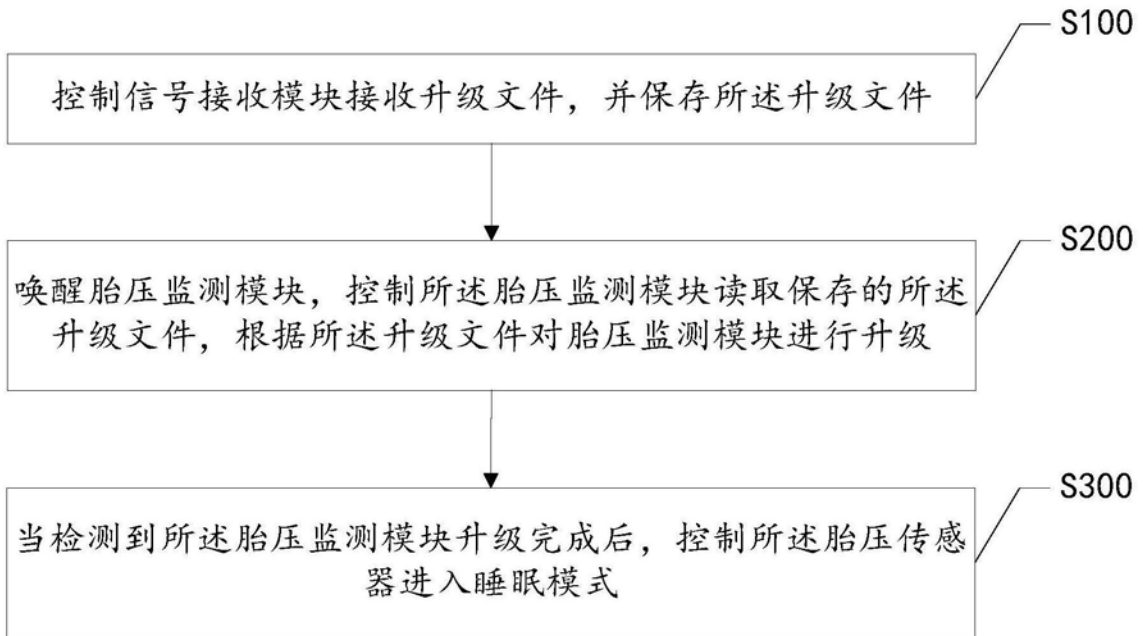 S100
控制信号接收模块接收升级文件，并保存所述升级文件
S200
唤醒胎压监测模块，控制所述胎压监测模块读取保存的所述
升级文件，根据所述升级文件对胎压监测模块进行升级
S300
当检测到所述胎压监测模块升级完成后，控制所述胎压传感
器进入睡眠模式